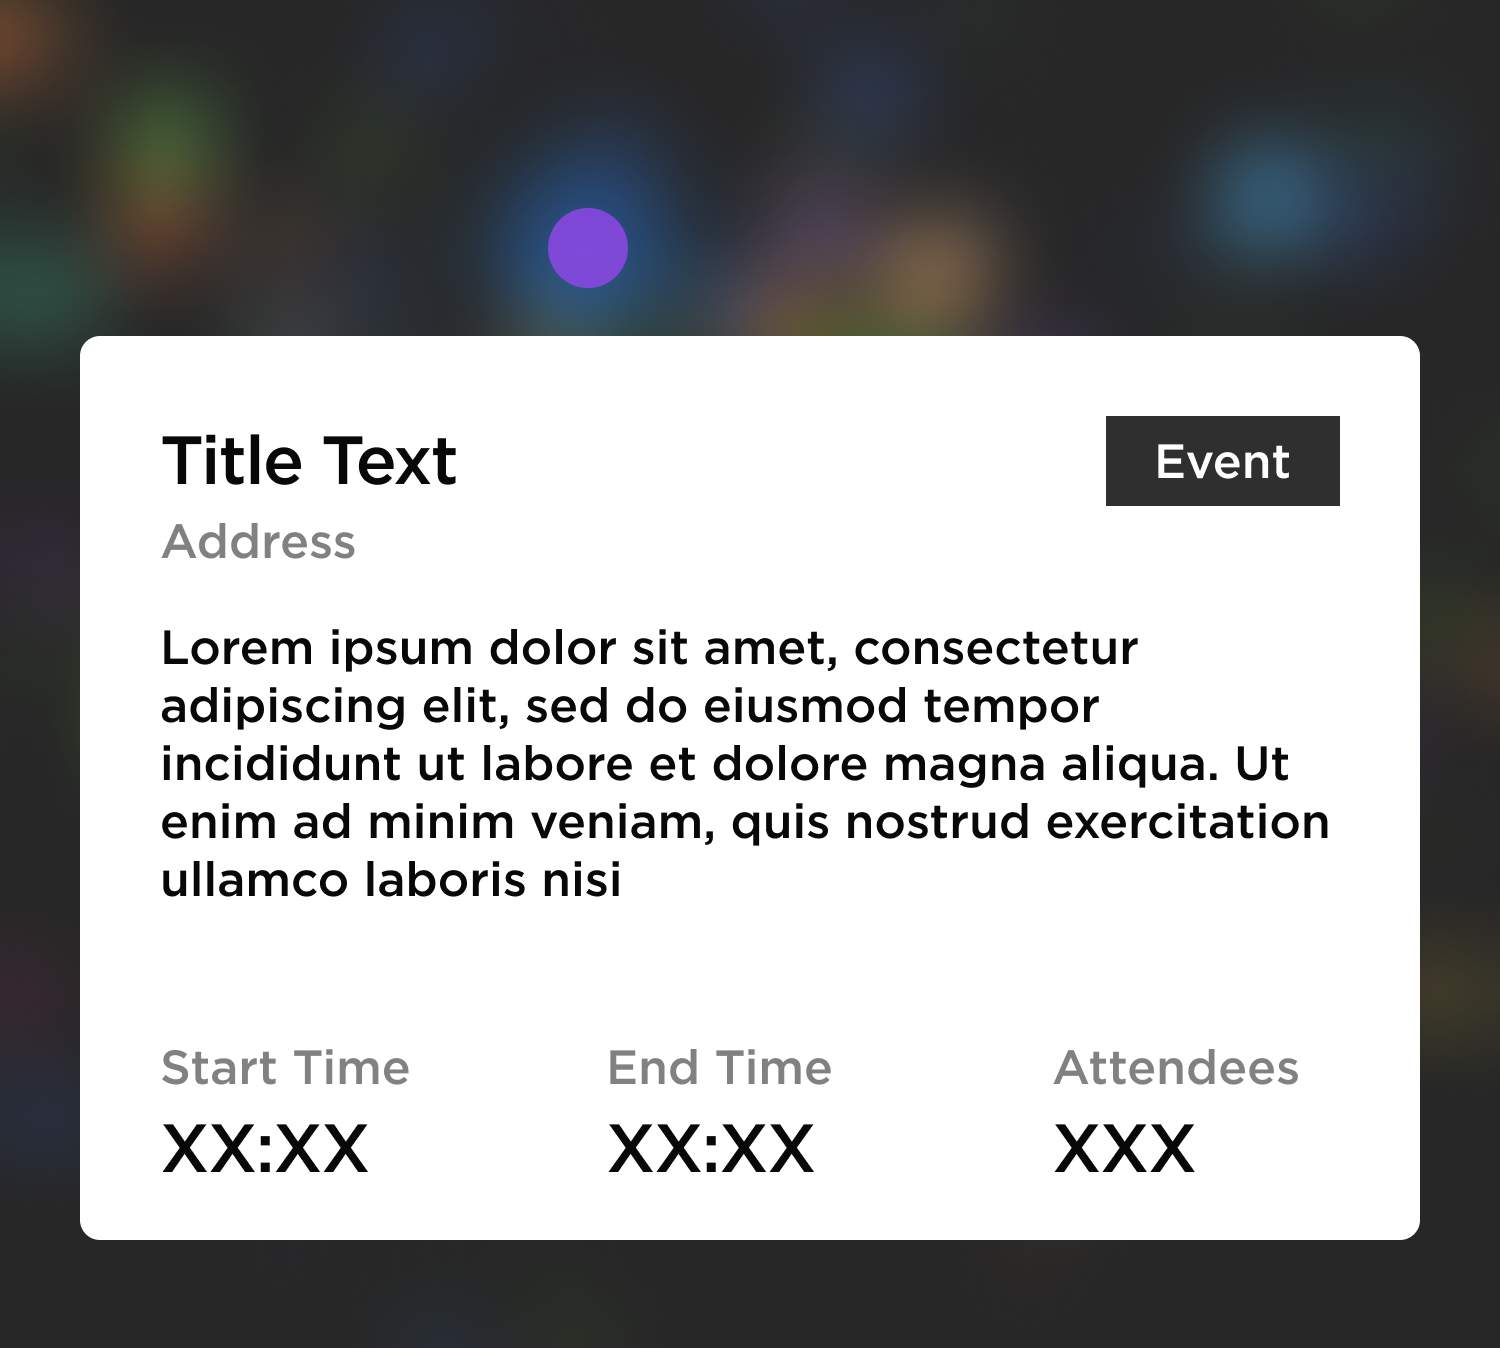 Title Text
Event
Address
Lorem ipsum dolor sit amet, consectetur
adipiscing elit, sed do eiusmod tempor
incididunt ut labore et dolore magna aliqua. Ut
enim ad minim veniam, quis nostrud exercitation
ullamco laboris nisi
Start Time End Time Attendees
XX:XX XX:XX XXX